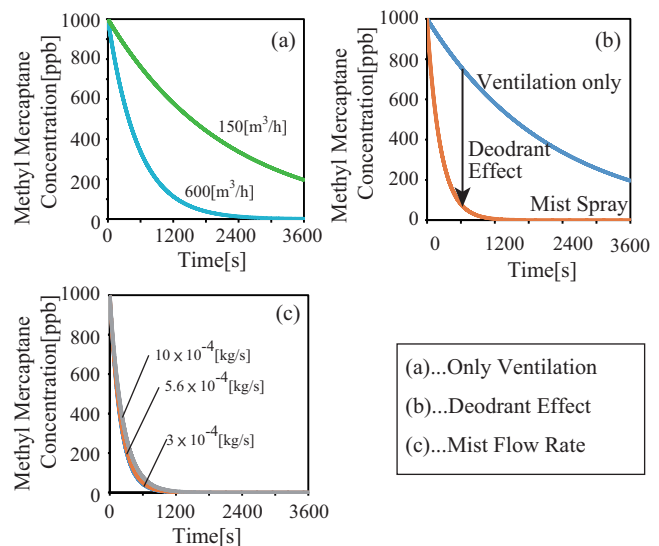 Methyl Mercaptane
Concentration[ppb]
1000
800
600
400
200
0
(a)
150[m³/h]
600[m³/h]
0 1200 2400 3600
Time[s]
Methyl Mercaptane
Concentration[ppb]
1000
800
600
400
200
0
(b)
Ventilation only
Deodrant
Effect
Mist Spray
0 1200 2400 3600
Time[s]
Methyl Mercaptane
Concentration[ppb]
1000
800
600
400
200
0
(c)
10 × 10⁻⁴[kg/s]
5.6 × 10⁻⁴[kg/s]
3 × 10⁻⁴[kg/s]
0 1200 2400 3600
Time[s]
(a)...Only Ventilation
(b)...Deodrant Effect
(c)...Mist Flow Rate